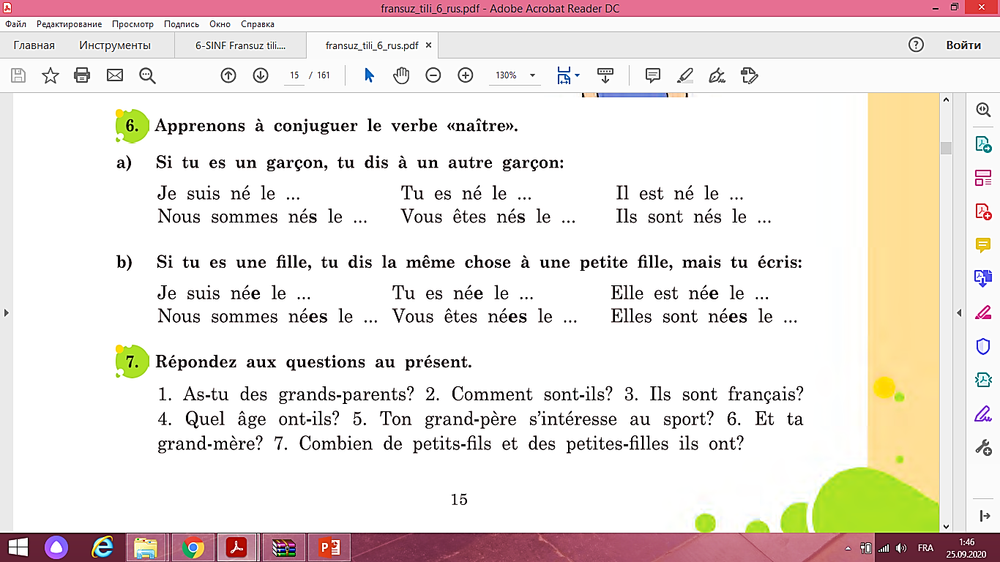 fransuz_tili_6_rus.pdf - Adobe Acrobat Reader DC
Файл Редактирование Просмотр Подпись Окно Справка
Главная Инструменты 6-SINF Fransuz tili.... fransuz_tili_6_rus.pdf × Войти
15 / 161 130%
6. Apprenons à conjuguer le verbe «naître».
a) Si tu es un garçon, tu dis à un autre garçon:
Je suis né le ... Tu es né le ... Il est né le ...
Nous sommes nés le ... Vous êtes nés le ... Ils sont nés le ...
b) Si tu es une fille, tu dis la même chose à une petite fille, mais tu écris:
Je suis née le ... Tu es née le ... Elle est née le ...
Nous sommes nées le ... Vous êtes nées le ... Elles sont nées le ...
7. Répondez aux questions au présent.
1. As-tu des grands-parents? 2. Comment sont-ils? 3. Ils sont français?
4. Quel âge ont-ils? 5. Ton grand-père s'intéresse au sport? 6. Et ta
grand-mère? 7. Combien de petits-fils et des petites-filles ils ont?
15
FRA
1:46
25.09.2020